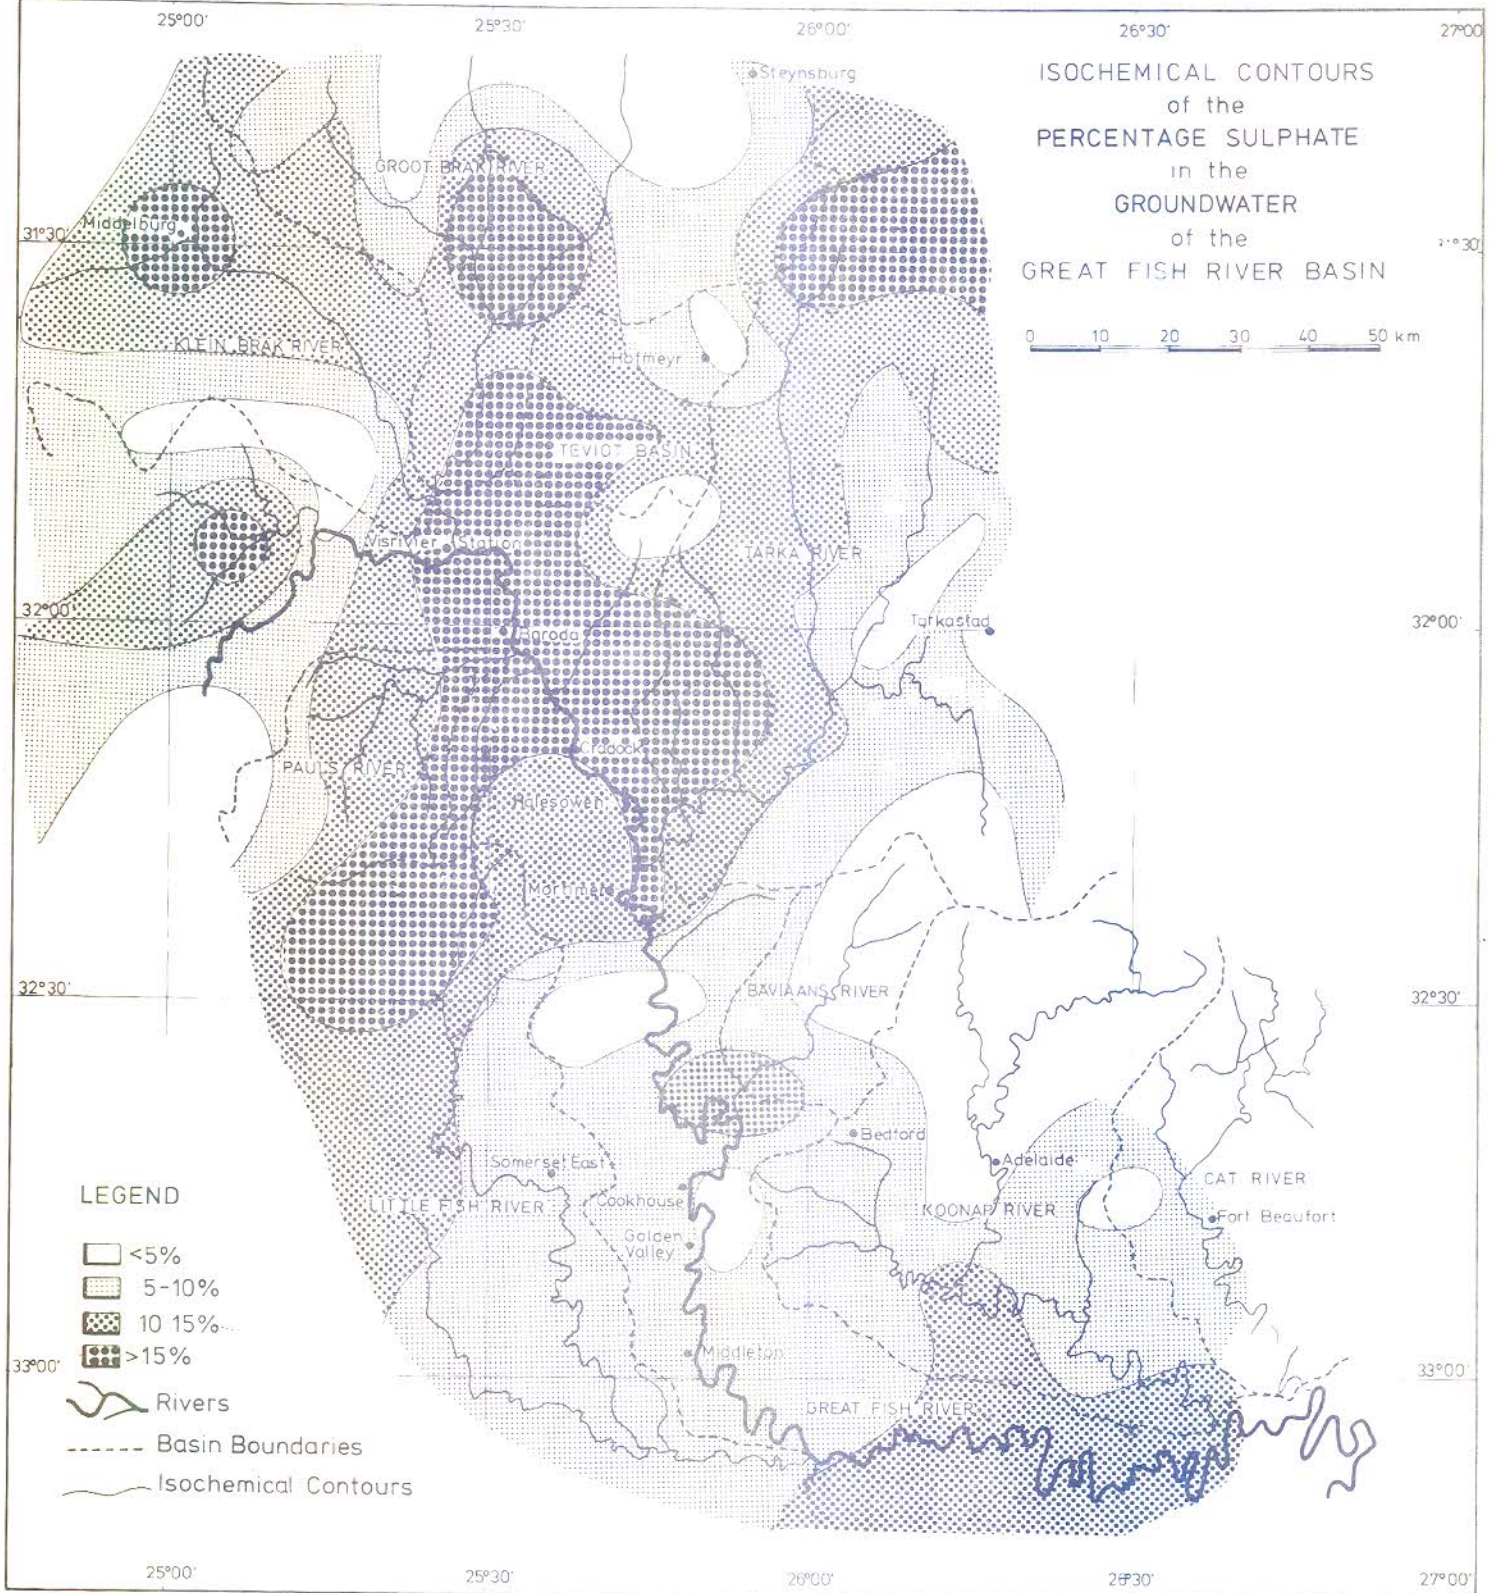 25°00' 25°30' 26°00' 26°30' 27°00'
ISOCHEMICAL CONTOURS
of the
PERCENTAGE SULPHATE
in the
GROUNDWATER
of the
GREAT FISH RIVER BASIN
0 10 20 30 40 50 km
Steynsburg
GROOT BRAK RIVER
Middelburg
31°30'
KLEIN BRAK RIVER
Hofmeyr
TEVIOT BASIN
Visrivier Station
TARKA RIVER
32°00' 32°00'
Tarkastad
Baroda
Cradock
PAULS RIVER
Halesowen
32°30' 32°30'
BAVIAANS RIVER
Bedford
Adelaide
Somerset East
CAT RIVER
Cookhouse
LITTLE FISH RIVER
KOONAP RIVER
Fort Beaufort
Golden
Valley
Middleton
33°00' 33°00'
GREAT FISH RIVER
LEGEND
<5%
5-10%
10 15%
>15%
Rivers
Basin Boundaries
Isochemical Contours
25°00' 25°30' 26°00' 26°30' 27°00'